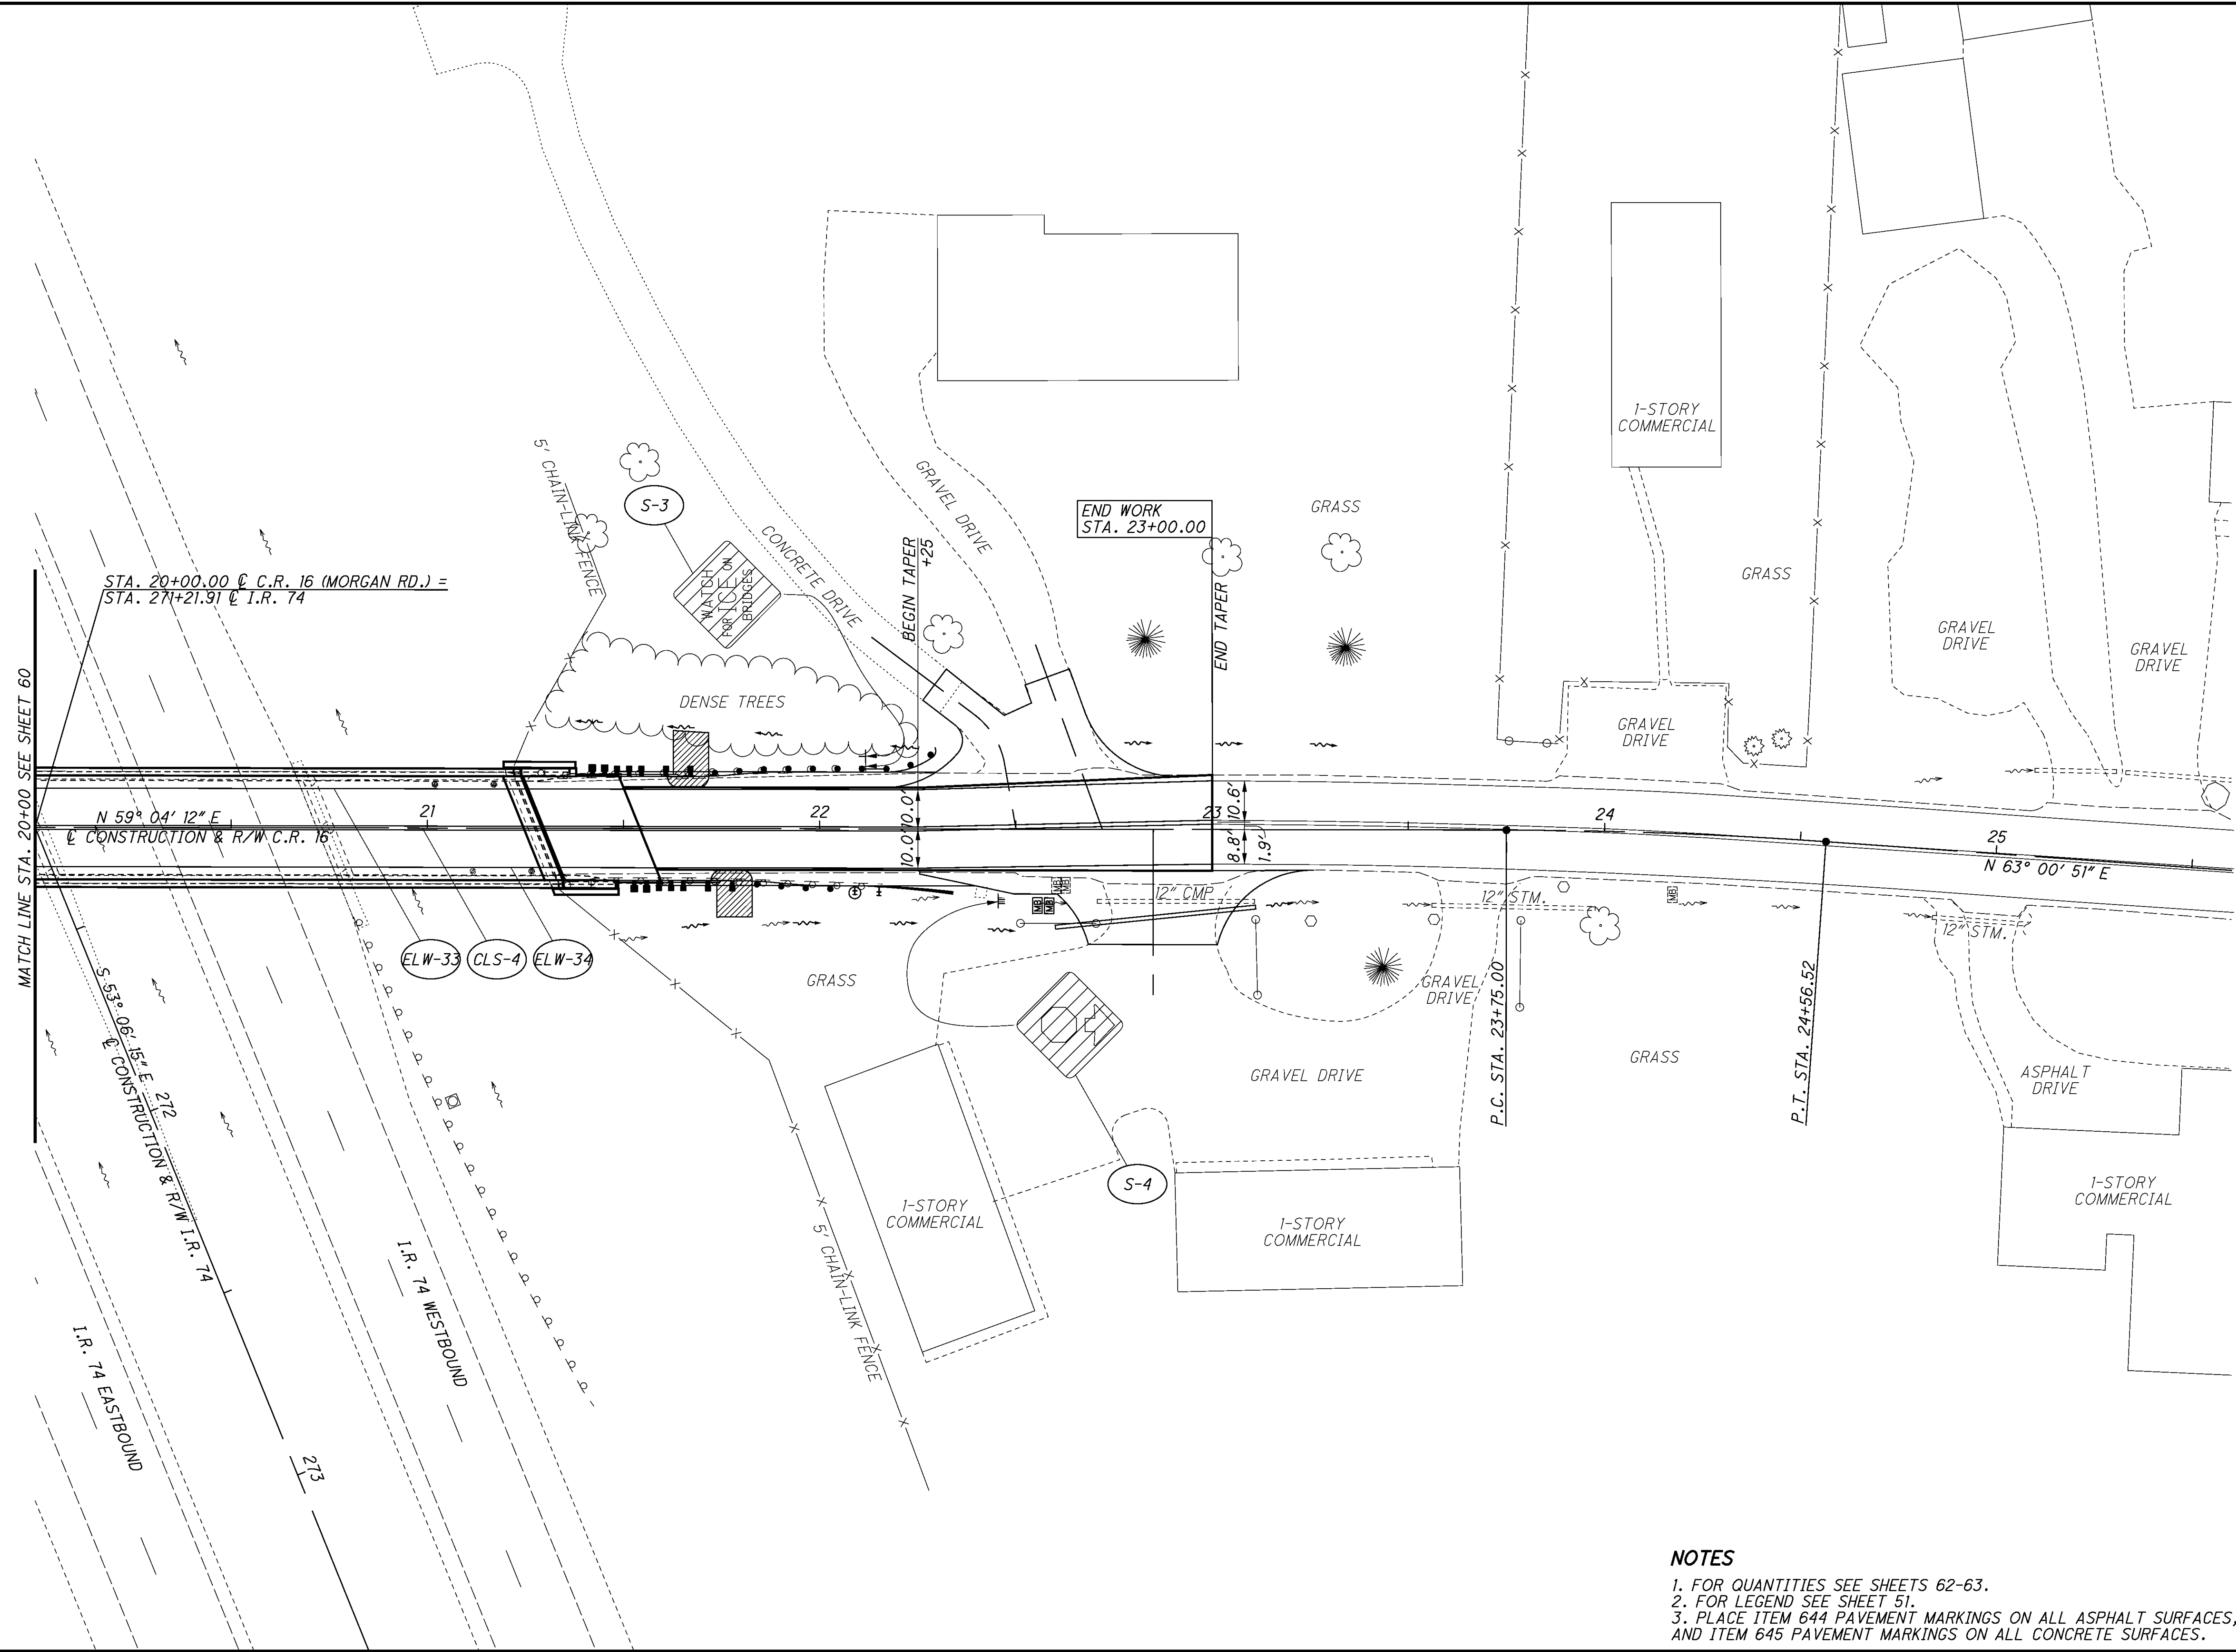 5' CHAIN-LINK FENCE
S-3
WATCH
FOR ICE ON
BRIDGES
CONCRETE DRIVE
GRAVEL DRIVE
BEGIN TAPER
+25
END WORK
STA. 23+00.00
END TAPER
GRASS
1-STORY
COMMERCIAL
GRASS
GRAVEL
DRIVE
GRAVEL
DRIVE
GRAVEL
DRIVE
STA. 20+00.00 ℄ C.R. 16 (MORGAN RD.) =
STA. 271+21.91 ℄ I.R. 74
MATCH LINE STA. 20+00 SEE SHEET 60
DENSE TREES
N 59° 04' 12" E
℄ CONSTRUCTION & R/W C.R. 16
21
22
23
24
25
10.0'
10.0'
10.6'
8.8'
1.9'
N 63° 00' 51" E
MB
MB
MB
MB
MB
12" CMP
12" STM.
12" STM.
ELW-33
CLS-4
ELW-34
GRASS
GRAVEL
DRIVE
P.C. STA. 23+75.00
P.T. STA. 24+56.52
GRAVEL DRIVE
GRASS
ASPHALT
DRIVE
S 53° 06' 15" E
℄ CONSTRUCTION & R/W I.R. 74
272
273
S-4
1-STORY
COMMERCIAL
1-STORY
COMMERCIAL
1-STORY
COMMERCIAL
5' CHAIN-LINK FENCE
I.R. 74 WESTBOUND
I.R. 74 EASTBOUND
NOTES
1. FOR QUANTITIES SEE SHEETS 62-63.
2. FOR LEGEND SEE SHEET 51.
3. PLACE ITEM 644 PAVEMENT MARKINGS ON ALL ASPHALT SURFACES,
AND ITEM 645 PAVEMENT MARKINGS ON ALL CONCRETE SURFACES.